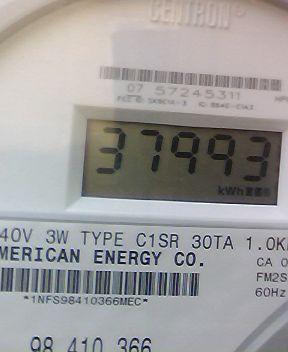 CENTRON®
07 57245311
37993
kWh
40V 3W TYPE C1SR 30TA 1.0K
MERICAN ENERGY CO.
CA 0
FM2S
60Hz
*1NFS98410366MEC*
98 410 366